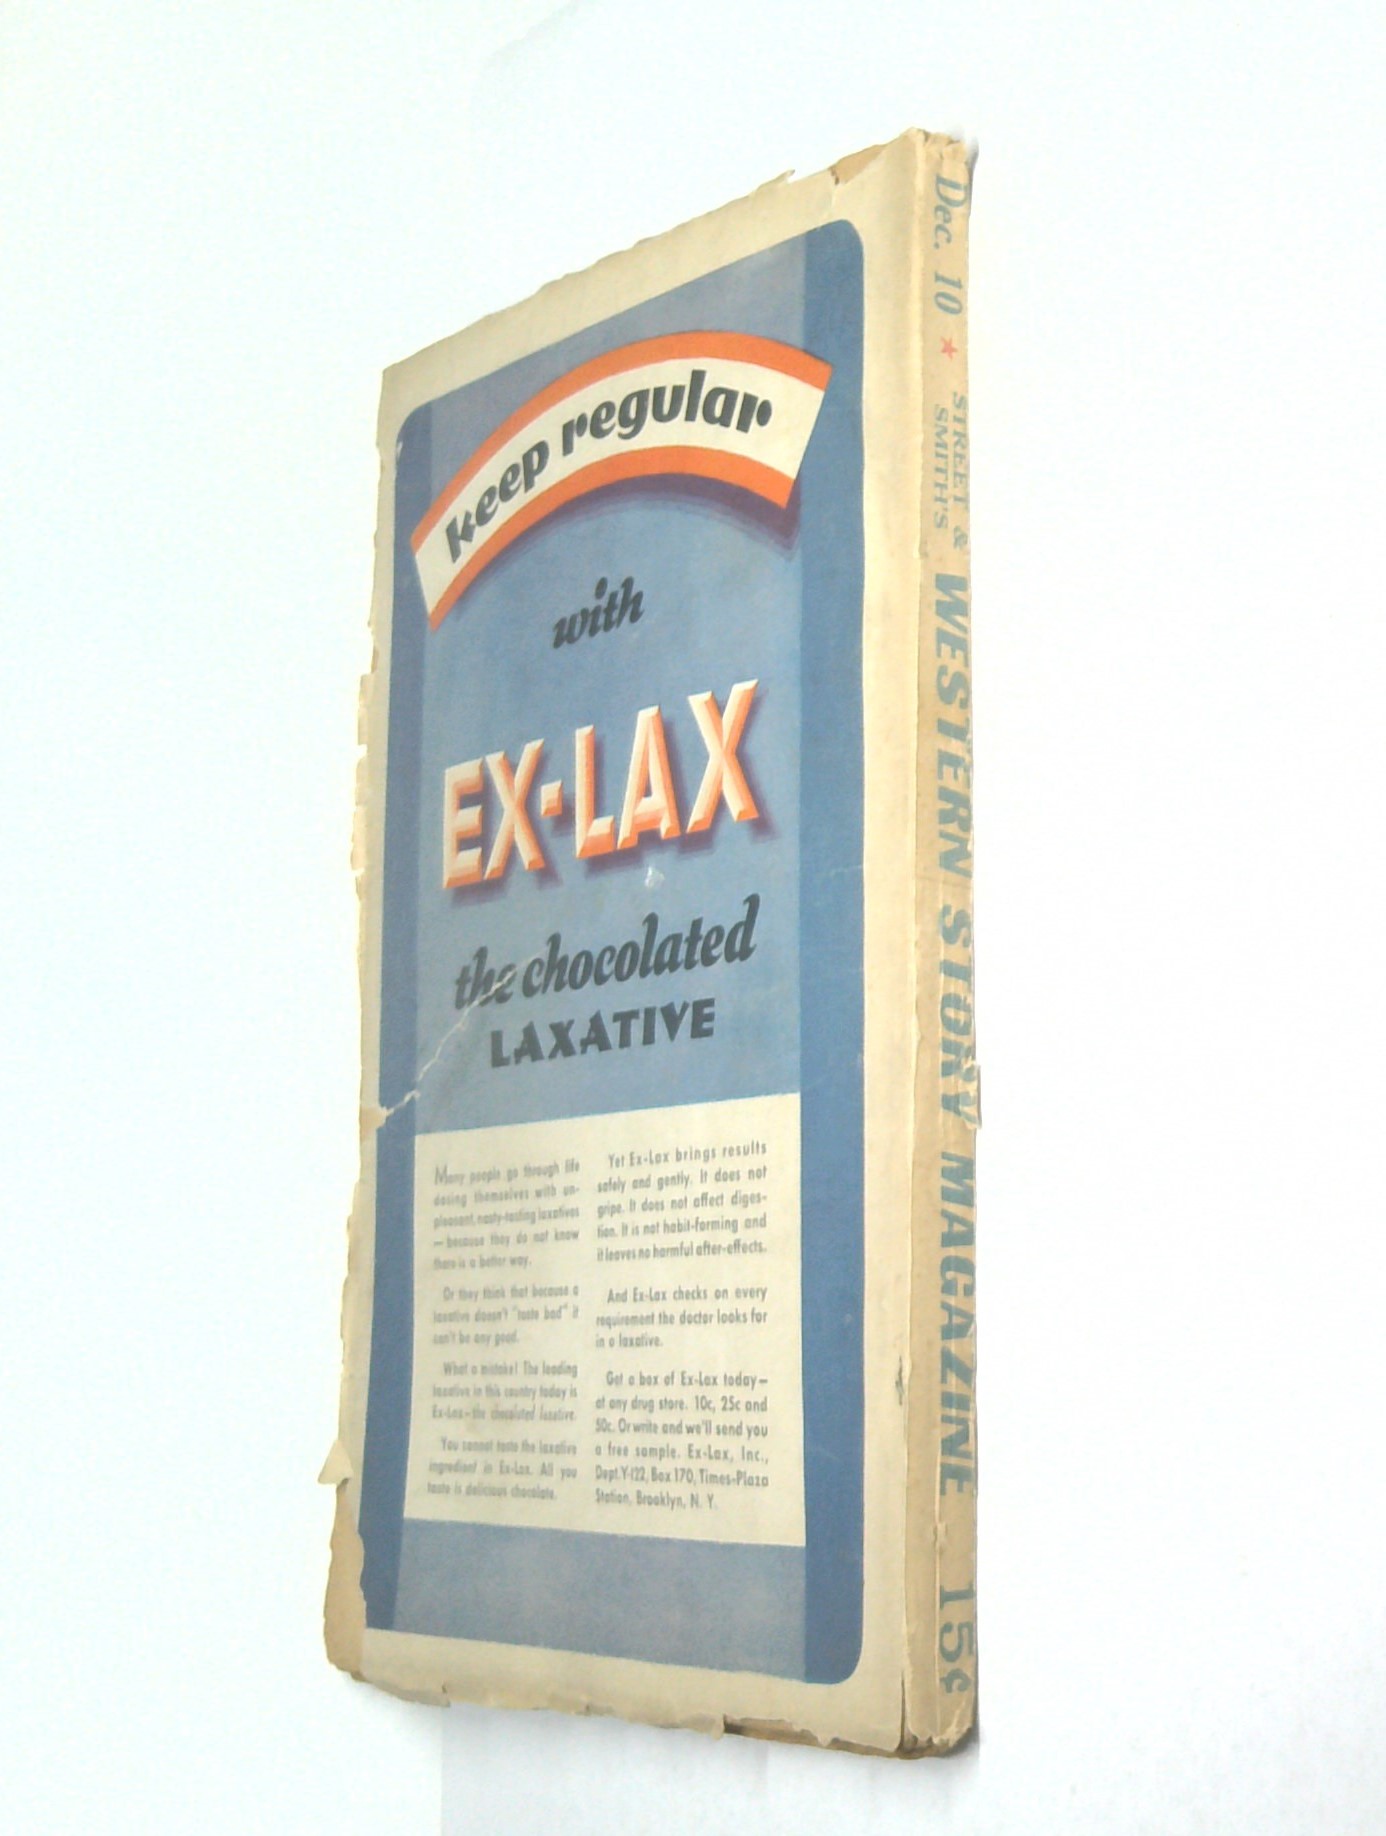 keep regular
with
EX-LAX
the chocolated
LAXATIVE
Many people go through life
dosing themselves with un-
pleasant, nasty-tasting laxatives
— because they do not know
there is a better way.
Or they think that because a
laxative doesn't "taste bad" it
can't be any good.
What a mistake! The leading
laxative in this country today is
Ex-Lax—the chocolated laxative.
You cannot taste the laxative
ingredient in Ex-Lax. All you
taste is delicious chocolate.
Yet Ex-Lax brings results
safely and gently. It does not
gripe. It does not affect diges-
tion. It is not habit-forming and
it leaves no harmful after-effects.
And Ex-Lax checks on every
requirement the doctor looks for
in a laxative.
Get a box of Ex-Lax today—
at any drug store. 10c, 25c and
50c. Or write and we'll send you
a free sample. Ex-Lax, Inc.,
Dept. Y-122, Box 170, Times-Plaza
Station, Brooklyn, N. Y.
Dec. 10 ★ STREET & SMITH'S WESTERN STORY MAGAZINE 15¢